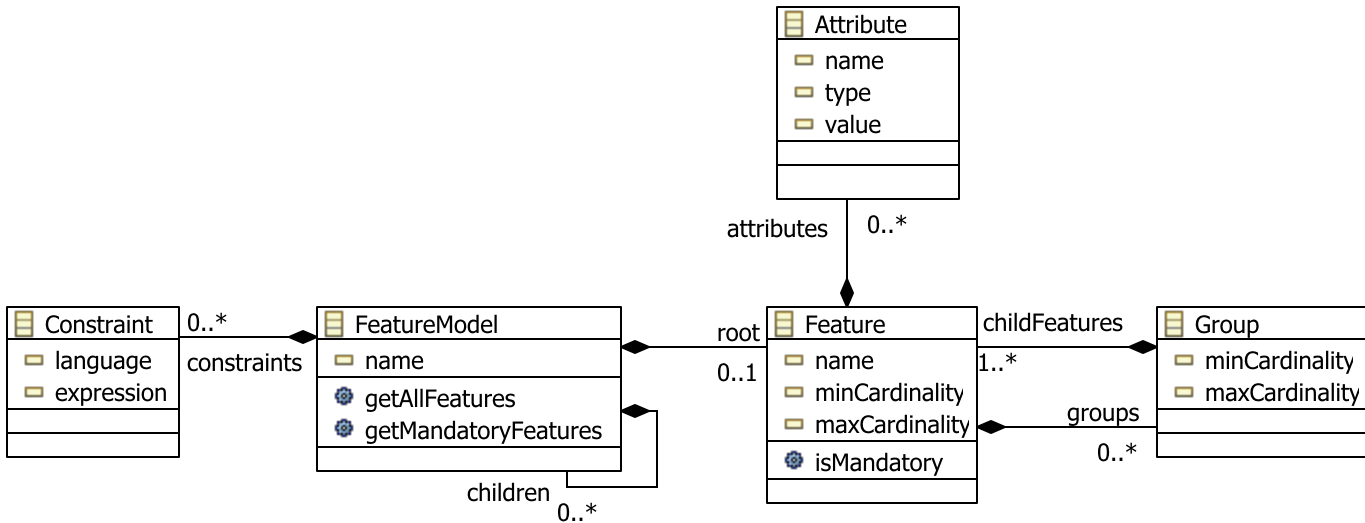 Attribute
name
type
value
attributes
0..*
Constraint
language
expression
0..*
constraints
FeatureModel
name
getAllFeatures
getMandatoryFeatures
children
0..*
root
0..1
Feature
name
minCardinality
maxCardinality
isMandatory
childFeatures
1..*
groups
0..*
Group
minCardinality
maxCardinality